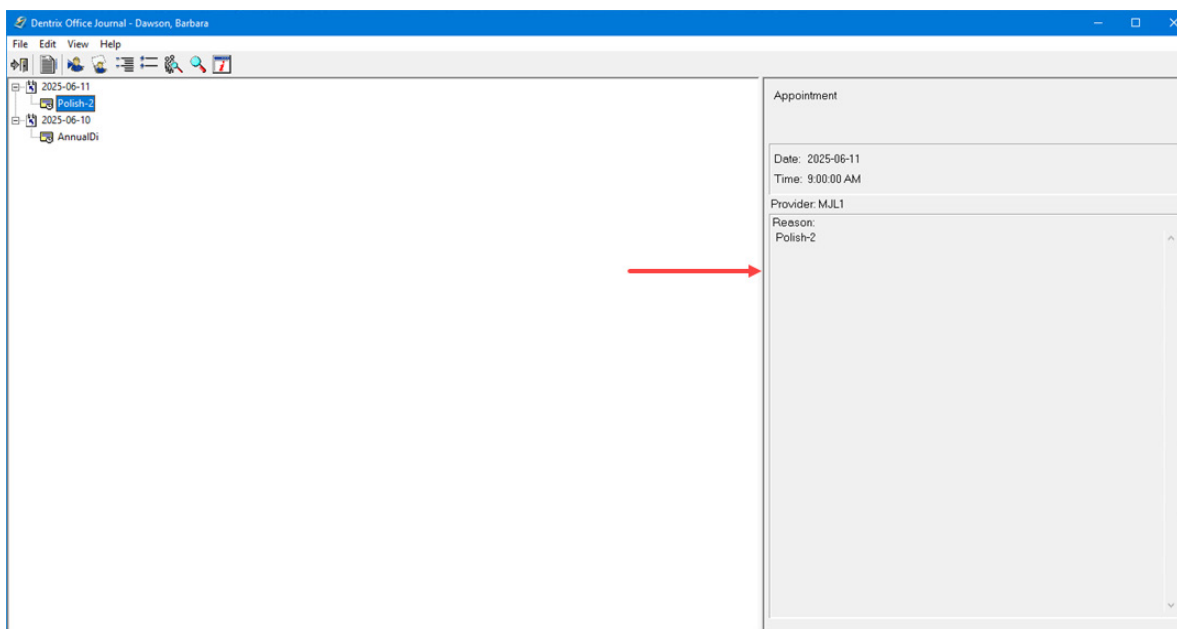 Dentrix Office Journal - Dawson, Barbara
File Edit View Help
2025-06-11
Polish-2
2025-06-10
AnnualDi
Appointment
Date: 2025-06-11
Time: 9:00:00 AM
Provider: MJL1
Reason:
Polish-2